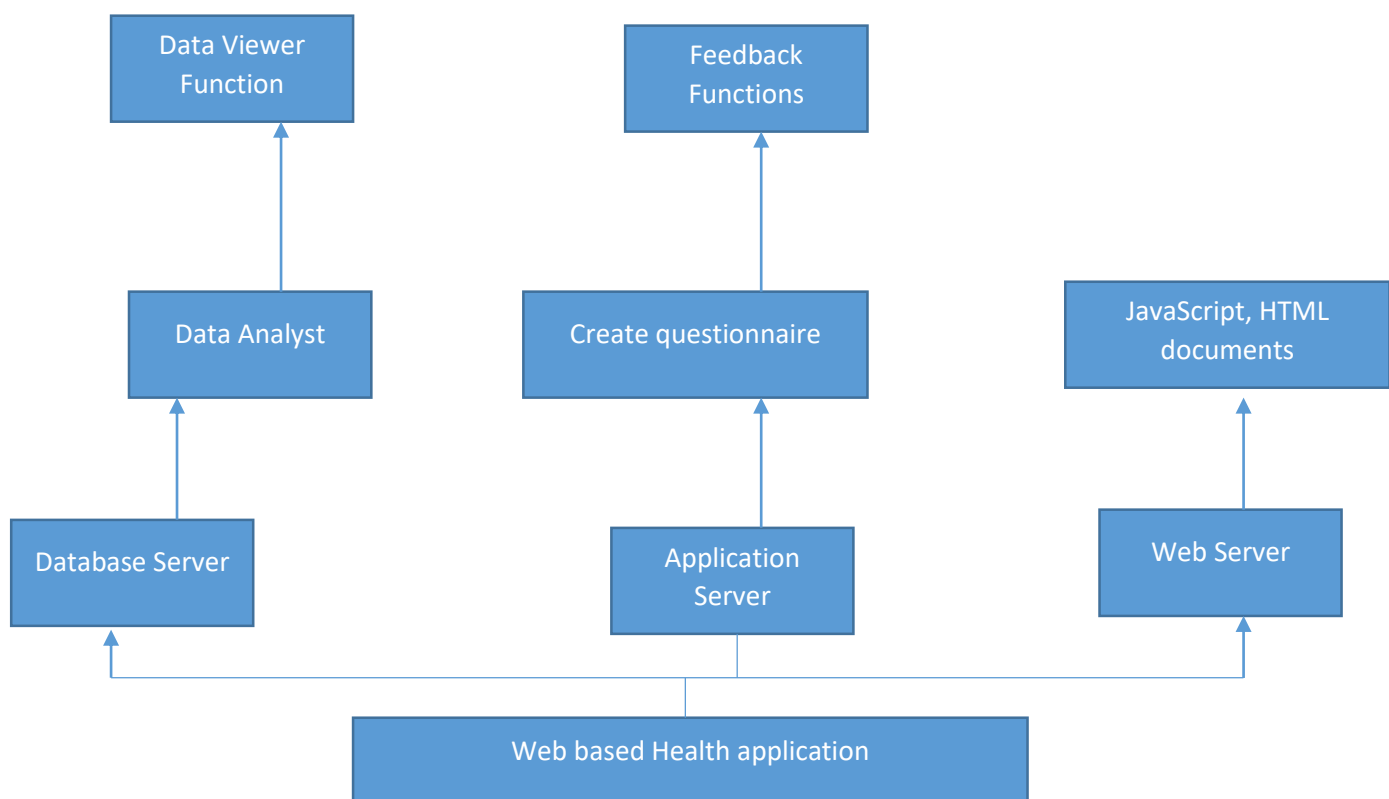 Data Viewer
Function
Feedback
Functions
Data Analyst
Create questionnaire
JavaScript, HTML
documents
Database Server
Application
Server
Web Server
Web based Health application